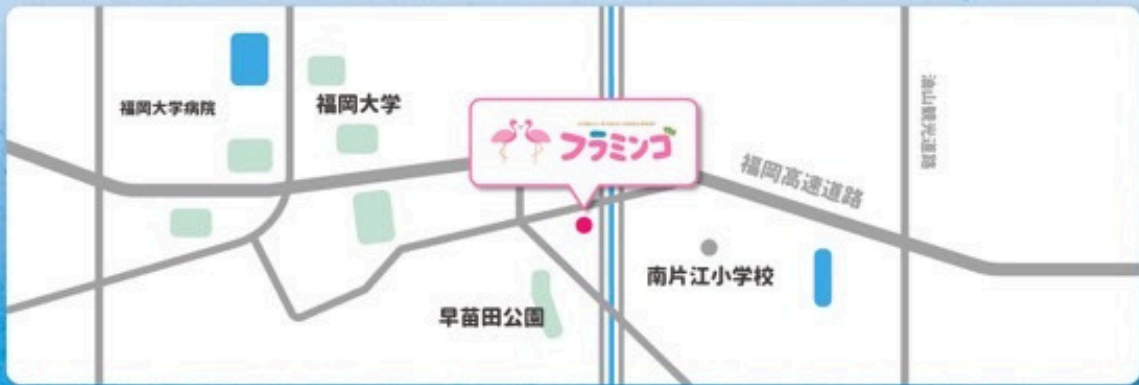 福岡大学病院
福岡大学
フラミンゴ
福岡高速道路
油山観光道路
南片江小学校
早苗田公園